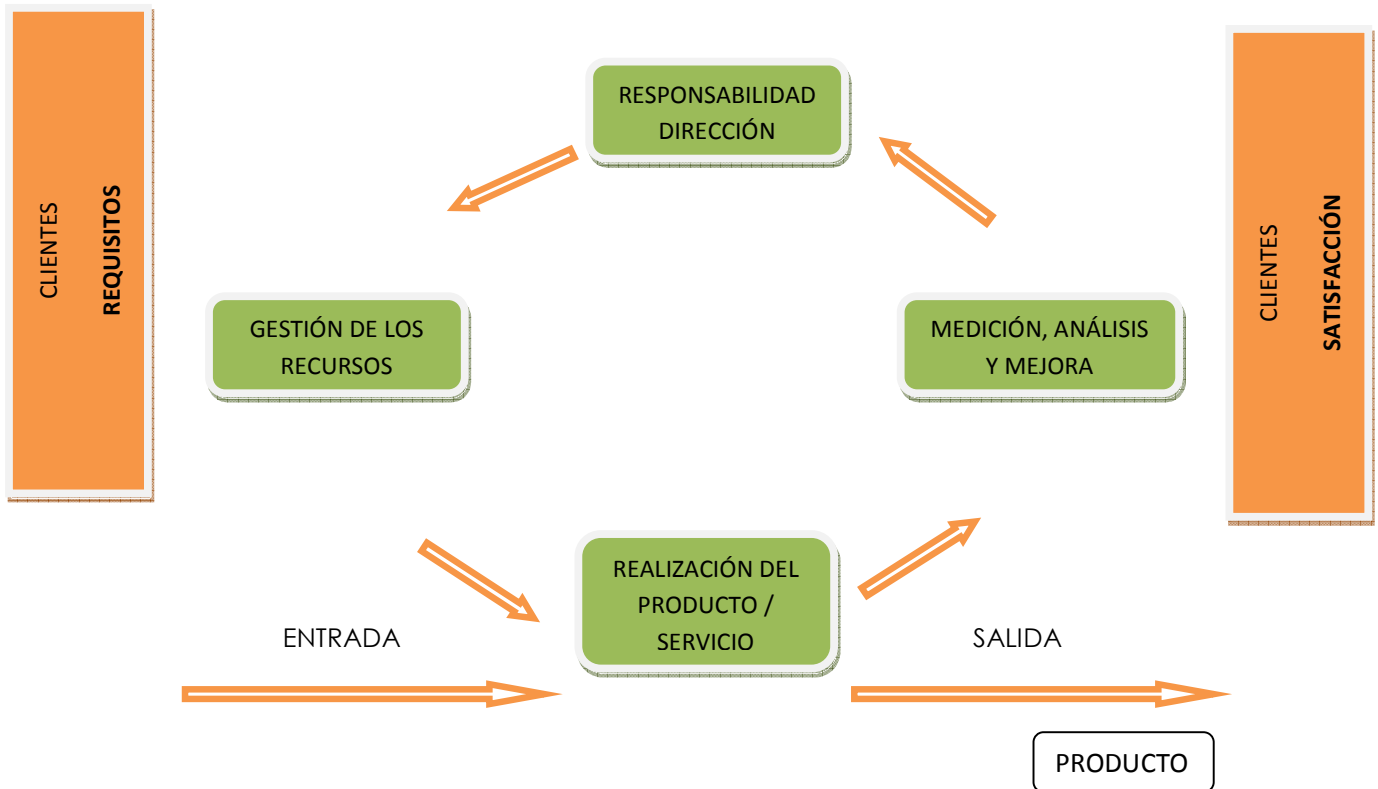 CLIENTES
REQUISITOS
RESPONSABILIDAD
DIRECCIÓN
GESTIÓN DE LOS
RECURSOS
MEDICIÓN, ANÁLISIS
Y MEJORA
CLIENTES
SATISFACCIÓN
REALIZACIÓN DEL
PRODUCTO /
SERVICIO
ENTRADA
SALIDA
PRODUCTO